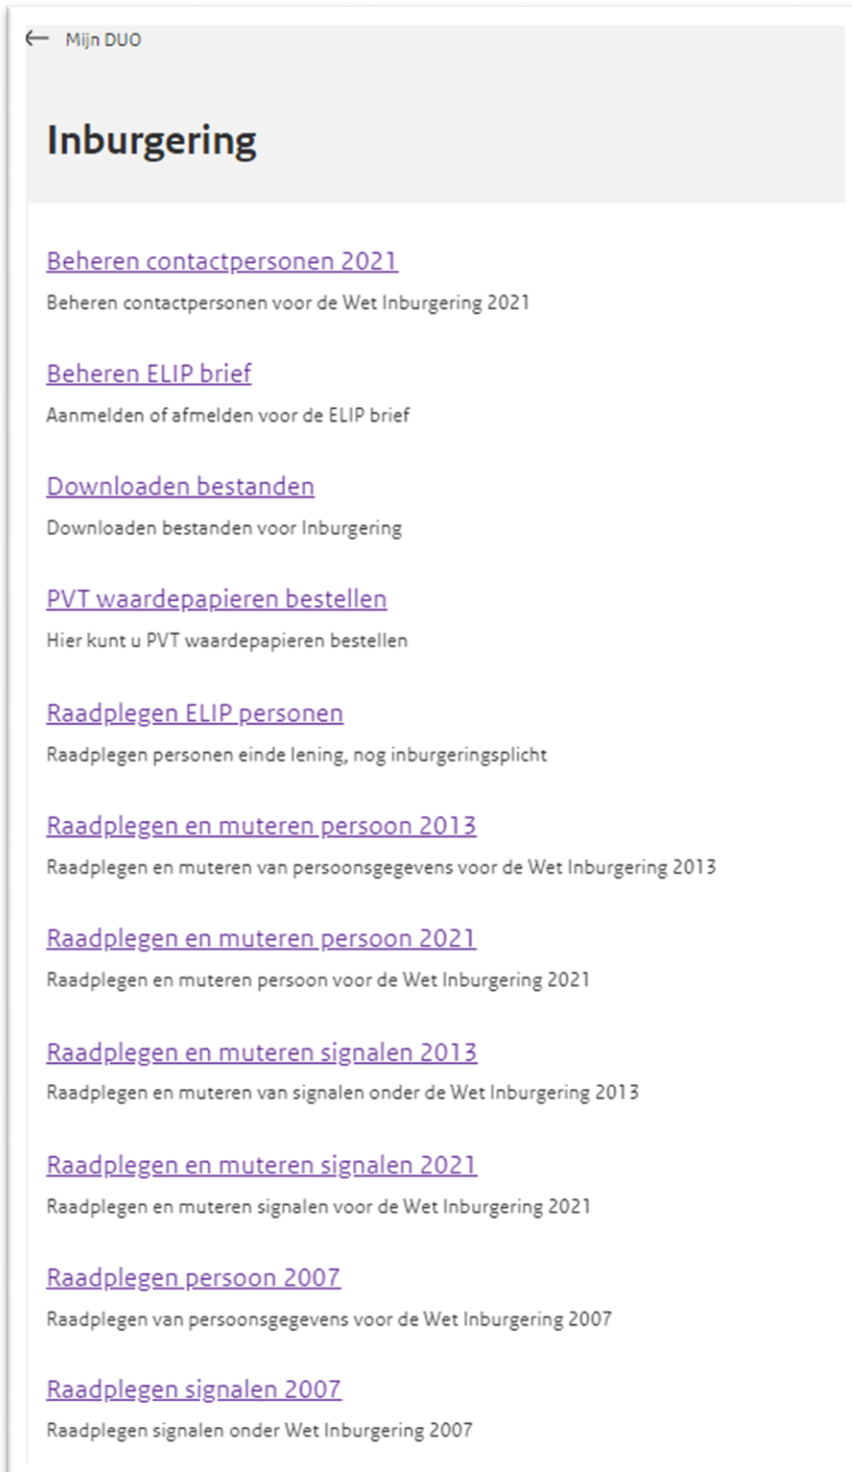 ← Mijn DUO
Inburgering
Beheren contactpersonen 2021
Beheren contactpersonen voor de Wet Inburgering 2021
Beheren ELIP brief
Aanmelden of afmelden voor de ELIP brief
Downloaden bestanden
Downloaden bestanden voor Inburgering
PVT waardepapieren bestellen
Hier kunt u PVT waardepapieren bestellen
Raadplegen ELIP personen
Raadplegen personen einde lening, nog inburgeringsplicht
Raadplegen en muteren persoon 2013
Raadplegen en muteren van persoonsgegevens voor de Wet Inburgering 2013
Raadplegen en muteren persoon 2021
Raadplegen en muteren persoon voor de Wet Inburgering 2021
Raadplegen en muteren signalen 2013
Raadplegen en muteren van signalen onder de Wet Inburgering 2013
Raadplegen en muteren signalen 2021
Raadplegen en muteren signalen voor de Wet Inburgering 2021
Raadplegen persoon 2007
Raadplegen van persoonsgegevens voor de Wet Inburgering 2007
Raadplegen signalen 2007
Raadplegen signalen onder Wet Inburgering 2007